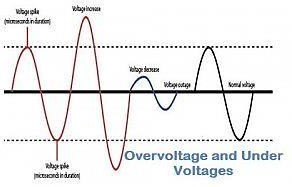 Voltage spike
(microseconds in duration)
Voltage increase
Voltage decrease
Voltage outage
Normal voltage
Voltage spike
(microseconds in duration)
Overvoltage and Under
Voltages